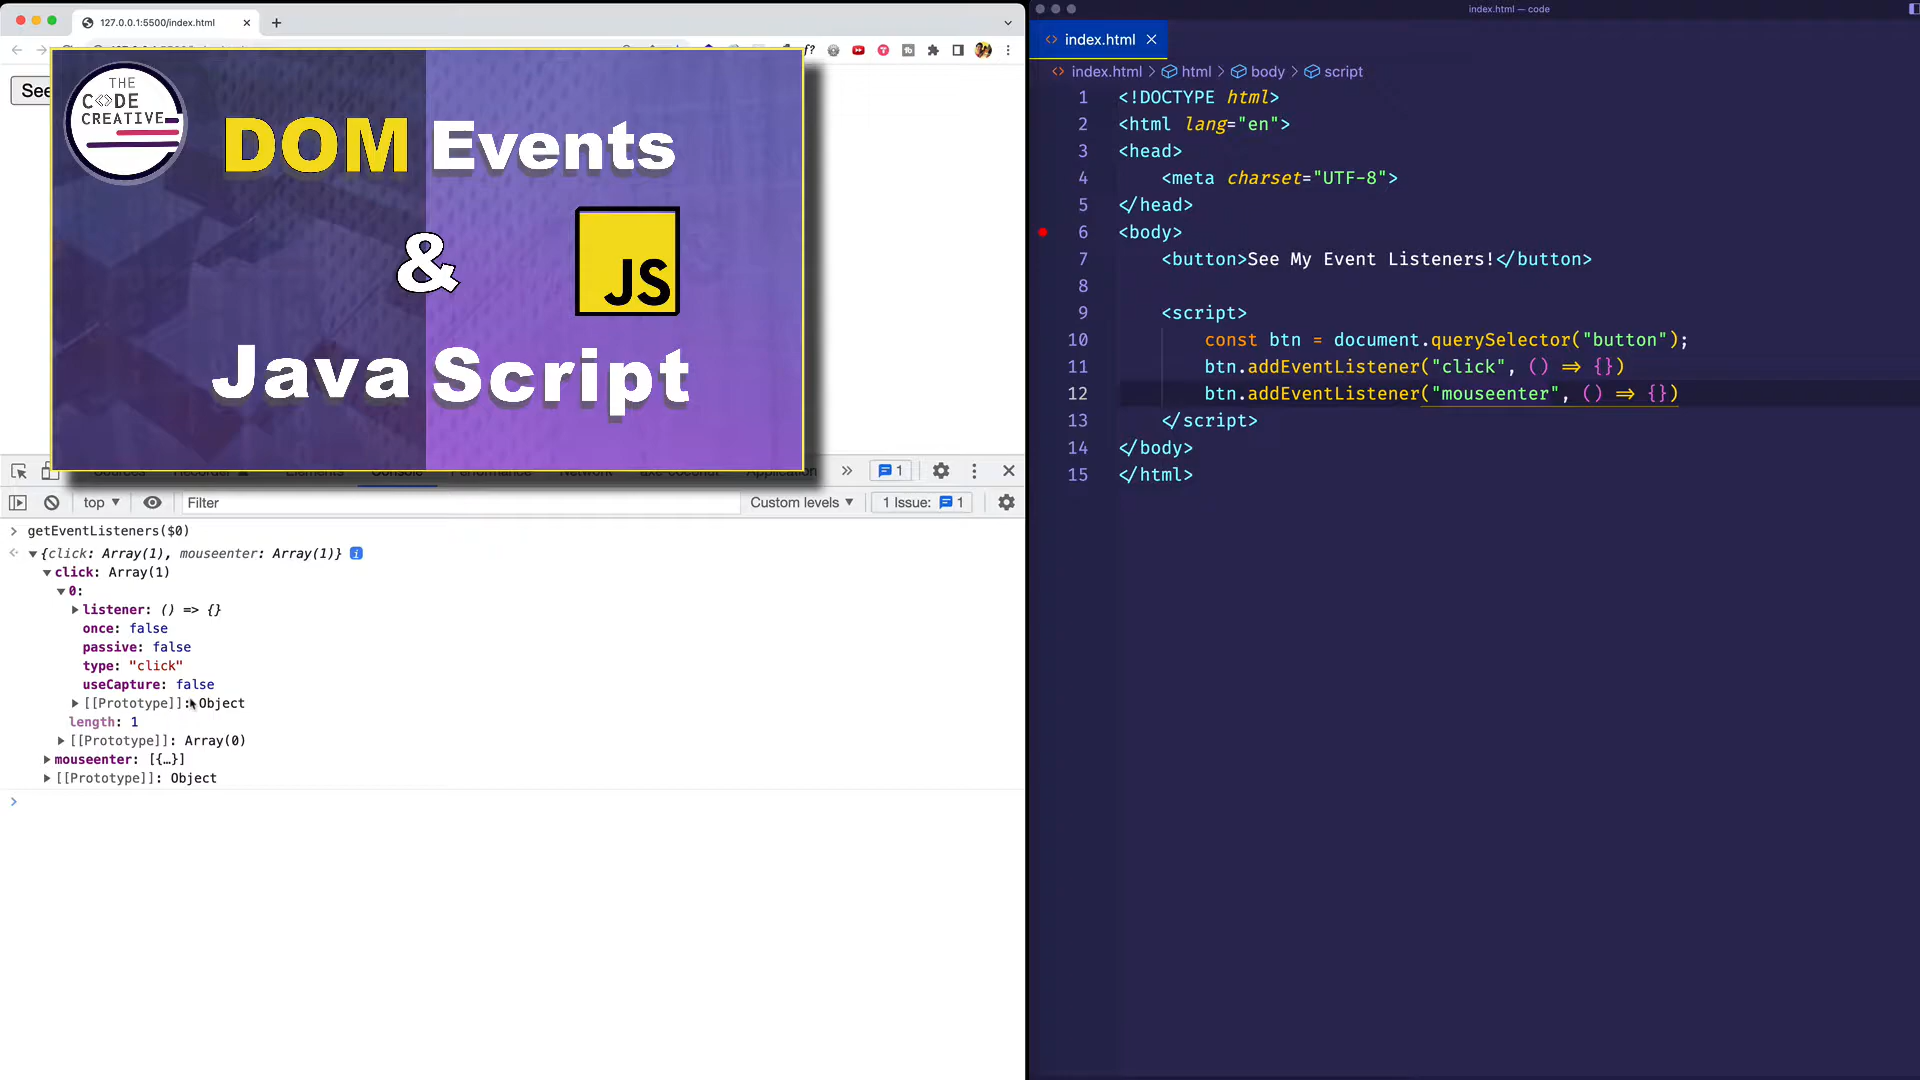 127.0.0.1:5500/index.html
See
THE
C<>DE
CREATIVE
DOM Events
&
JS
Java Script
Console
1
top
Filter
Custom levels
1 Issue:
1
getEventListeners($0)
{click: Array(1), mouseenter: Array(1)}
click: Array(1)
0:
listener: () => {}
once: false
passive: false
type: "click"
useCapture: false
[[Prototype]]: Object
length: 1
[[Prototype]]: Array(0)
mouseenter: [{…}]
[[Prototype]]: Object
index.html — code
index.html
index.html > html > body > script
1 <!DOCTYPE html>
2 <html lang="en">
3 <head>
4 <meta charset="UTF-8">
5 </head>
6 <body>
7 <button>See My Event Listeners!</button>
8
9 <script>
10 const btn = document.querySelector("button");
11 btn.addEventListener("click", () => {})
12 btn.addEventListener("mouseenter", () => {})
13 </script>
14 </body>
15 </html>